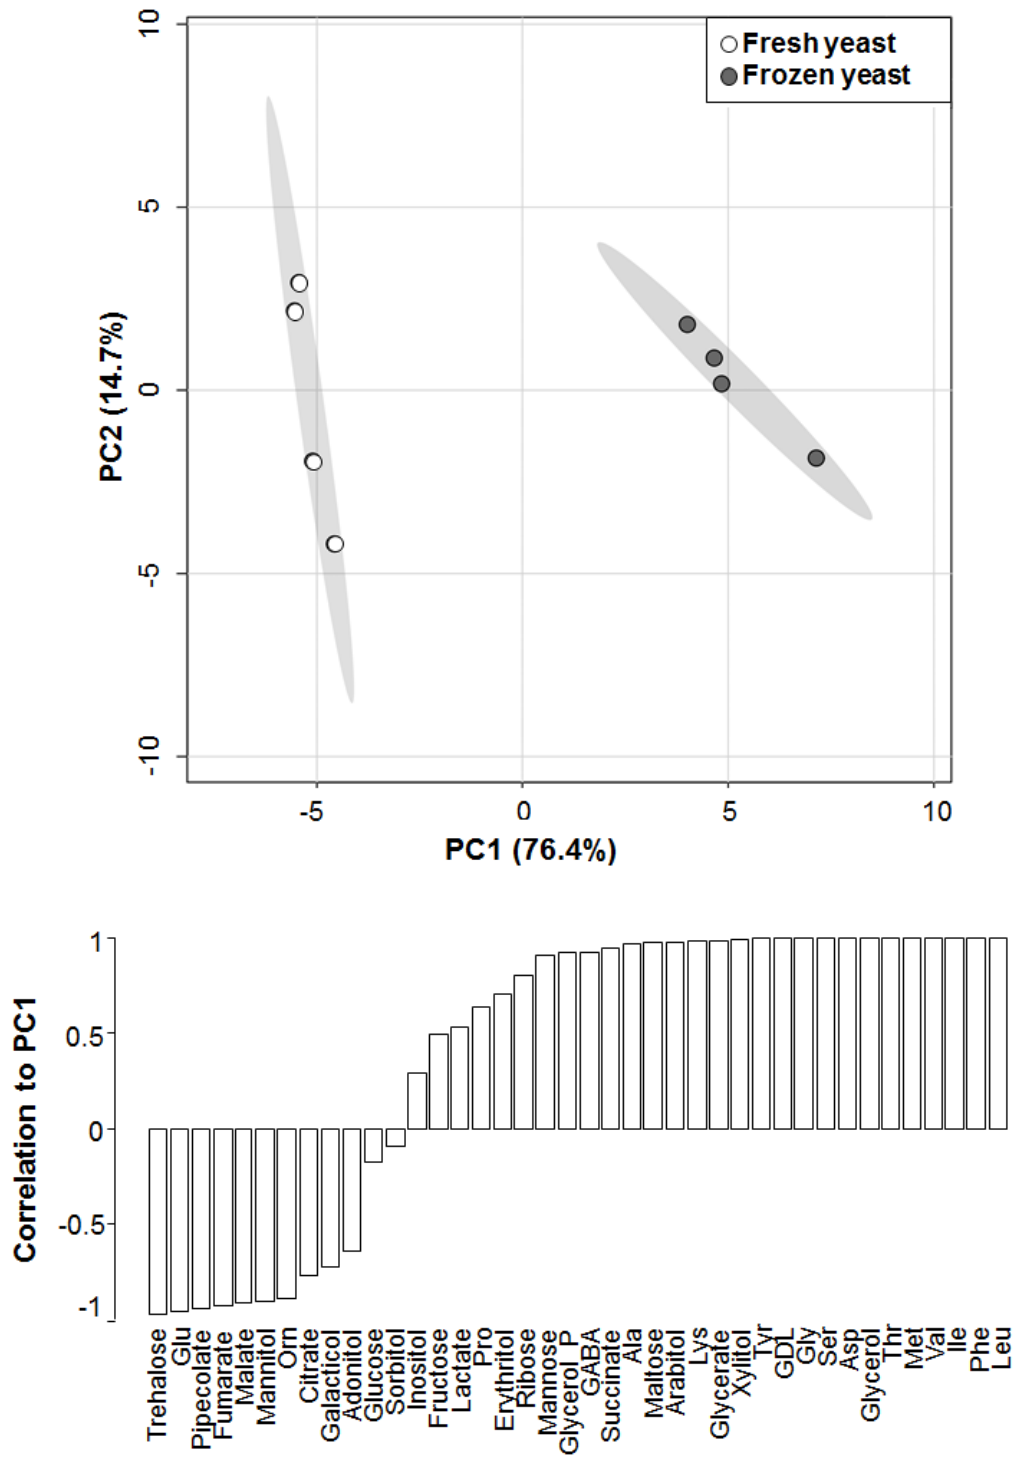 Fresh yeast
Frozen yeast
10
5
0
-5
-10
PC2 (14.7%)
-5
0
5
10
PC1 (76.4%)
1
0.5
0
-0.5
-1
Correlation to PC1
Trehalose
Glu
Pipecolate
Fumarate
Malate
Mannitol
Orn
Citrate
Galacticol
Adonitol
Glucose
Sorbitol
Inositol
Fructose
Lactate
Pro
Erythritol
Ribose
Mannose
Glycerol_P
GABA
Succinate
Ala
Maltose
Arabitol
Lys
Glycerate
Xylitol
Tyr
GDL
Gly
Ser
Asp
Glycerol
Thr
Met
Val
Ile
Phe
Leu